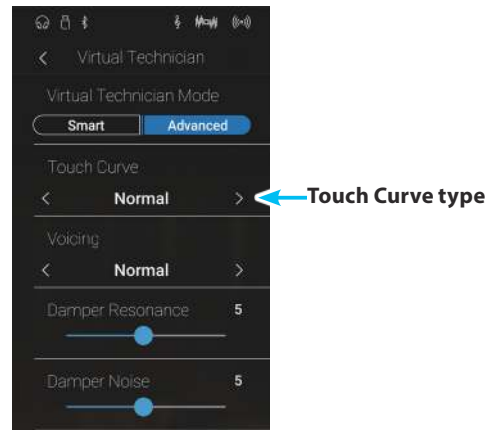 Virtual Technician
Virtual Technician Mode
Smart Advanced
Touch Curve
Normal
Touch Curve type
Voicing
Normal
Damper Resonance 5
Damper Noise 5